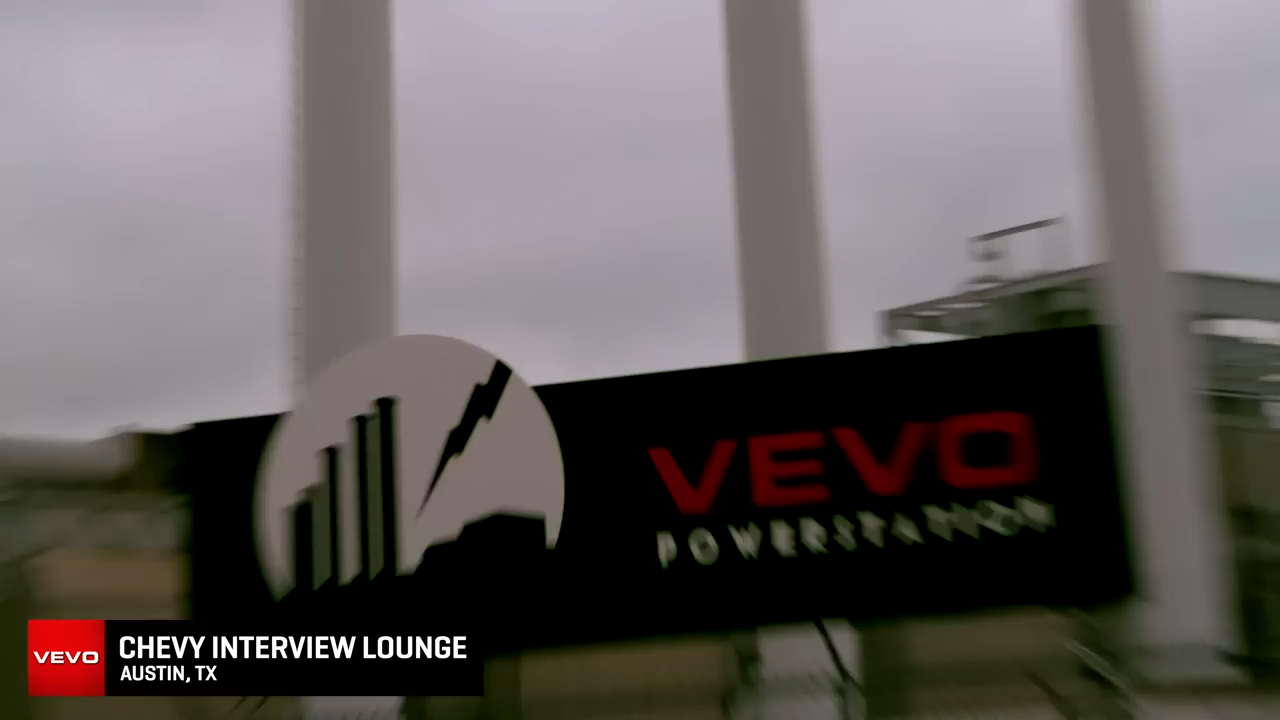 VEVO
POWERSTATION
VEVO
CHEVY INTERVIEW LOUNGE
AUSTIN, TX